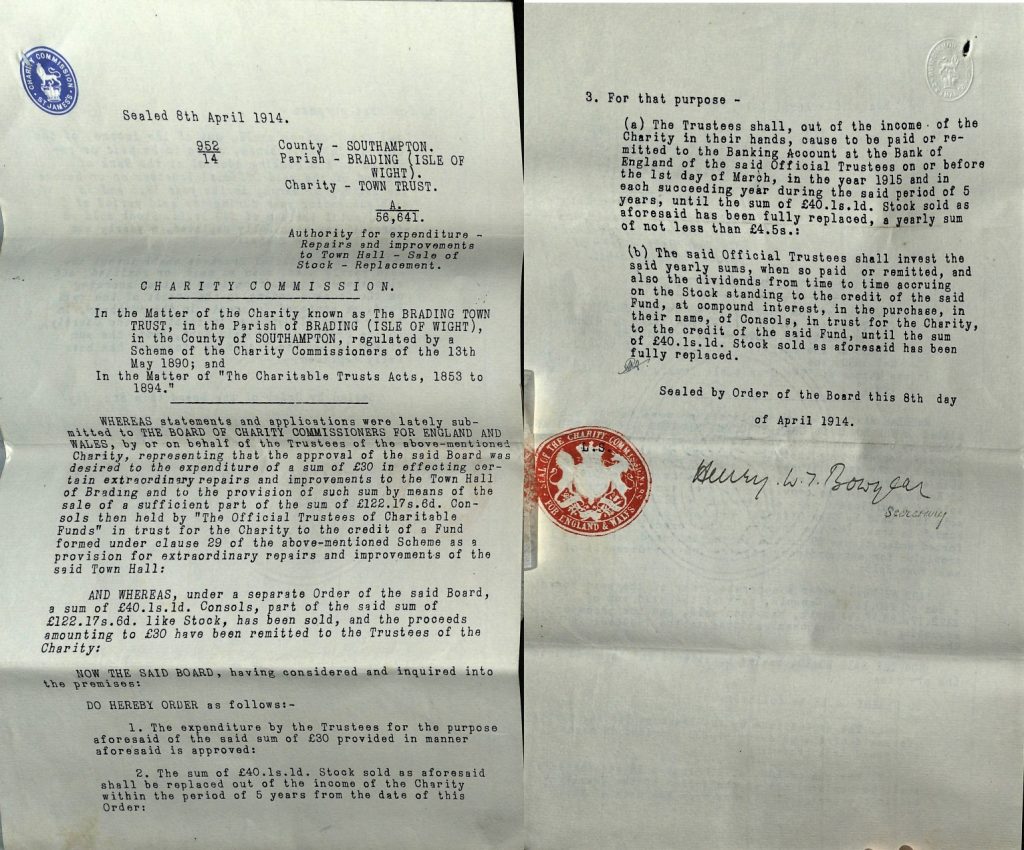 CHARITY COMMISSION
ST JAMES'S
Sealed 8th April 1914.
952
14
County - SOUTHAMPTON.
Parish - BRADING (ISLE OF
WIGHT).
Charity - TOWN TRUST.
A.
56,641.
Authority for expenditure -
Repairs and improvements
to Town Hall - Sale of
Stock - Replacement.
CHARITY COMMISSION.
In the Matter of the Charity known as The BRADING TOWN
TRUST, in the Parish of BRADING (ISLE OF WIGHT),
in the County of SOUTHAMPTON, regulated by a
Scheme of the Charity Commissioners of the 13th
May 1890; and
In the Matter of "The Charitable Trusts Acts, 1853 to
1894."
WHEREAS statements and applications were lately sub-
mitted to THE BOARD OF CHARITY COMMISSIONERS FOR ENGLAND AND
WALES, by or on behalf of the Trustees of the above-mentioned
Charity, representing that the approval of the said Board was
desired to the expenditure of a sum of £30 in effecting cer-
tain extraordinary repairs and improvements to the Town Hall
of Brading and to the provision of such sum by means of the
sale of a sufficient part of the sum of £122.17s.6d. Con-
sols then held by "The Official Trustees of Charitable
Funds" in trust for the Charity to the credit of a Fund
formed under clause 29 of the above-mentioned Scheme as a
provision for extraordinary repairs and improvements of the
said Town Hall:
AND WHEREAS, under a separate Order of the said Board,
a sum of £40.1s.1d. Consols, part of the said sum of
£122.17s.6d. like Stock, has been sold, and the proceeds
amounting to £30 have been remitted to the Trustees of the
Charity:
NOW THE SAID BOARD, having considered and inquired into
the premises:
DO HEREBY ORDER as follows:-
1. The expenditure by the Trustees for the purpose
aforesaid of the said sum of £30 provided in manner
aforesaid is approved:
2. The sum of £40.1s.1d. Stock sold as aforesaid
shall be replaced out of the income of the Charity
within the period of 5 years from the date of this
Order:
3. For that purpose -
(a) The Trustees shall, out of the income of the
Charity in their hands, cause to be paid or re-
mitted to the Banking Account at the Bank of
England of the said Official Trustees on or before
the 1st day of March, in the year 1915 and in
each succeeding year during the said period of 5
years, until the sum of £40.1s.1d. Stock sold as
aforesaid has been fully replaced, a yearly sum
of not less than £4.5s.:
(b) The said Official Trustees shall invest the
said yearly sums, when so paid or remitted, and
also the dividends from time to time accruing
on the Stock standing to the credit of the said
Fund, at compound interest, in the purchase, in
their name, of Consols, in trust for the Charity,
to the credit of the said Fund, until the sum
of £40.1s.1d. Stock sold as aforesaid has been
fully replaced.
Sealed by Order of the Board this 8th day
of April 1914.
L.S.
SEAL OF THE CHARITY COMMISSIONERS
FOR ENGLAND & WALES
Henry. W. T. Bowyear
Secretary